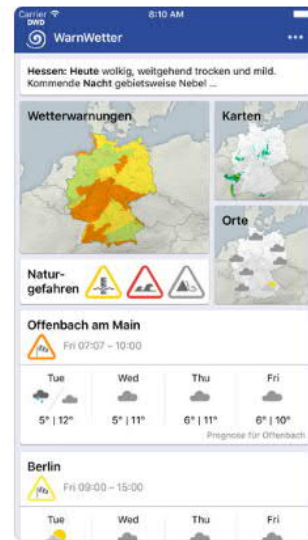 Carrier 8:10 AM
DWD
WarnWetter
Hessen: Heute wolkig, weitgehend trocken und mild.
Kommende Nacht gebietsweise Nebel ...
Wetterwarnungen
Karten
Orte
Natur-
gefahren
Offenbach am Main
Fri 07:07 – 10:00
Tue Wed Thu Fri
5° | 12° 5° | 11° 6° | 11° 6° | 10°
Prognose für Offenbach
Berlin
Fri 09:00 – 15:00
Tue Wed Thu Fri